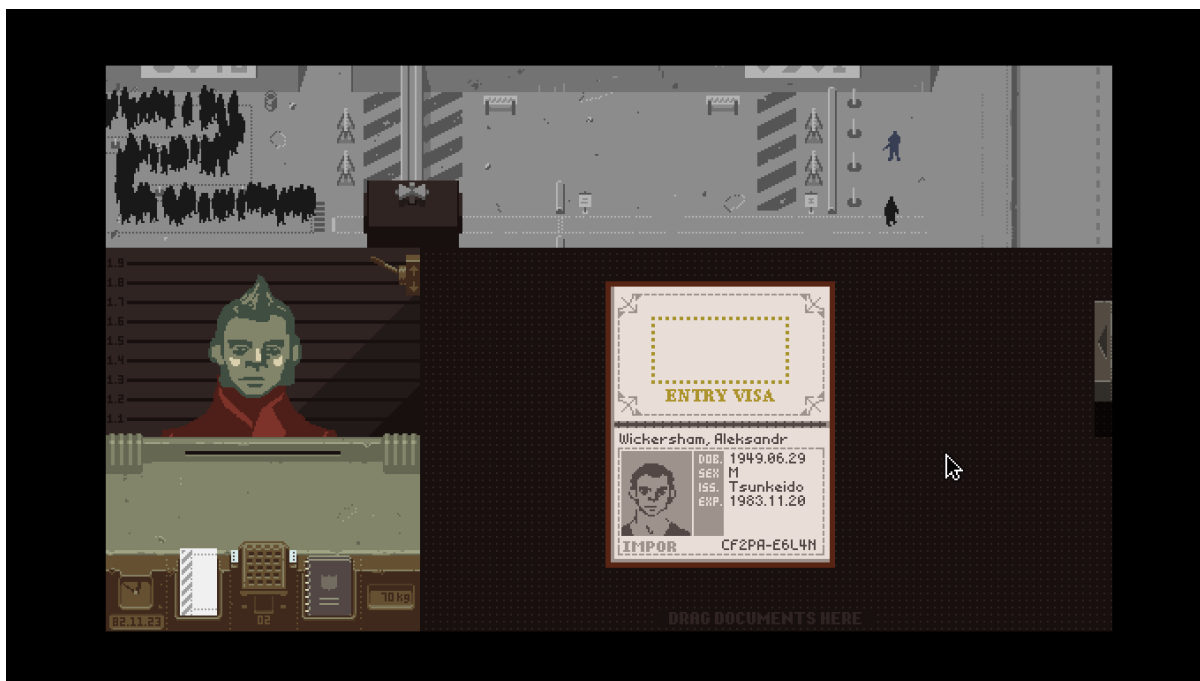 1.9
1.8
1.7
1.6
1.5
1.4
1.3
1.2
1.1
ENTRY VISA
Wickersham, Aleksandr
DOB. 1949.06.29
SEX M
ISS. Tsunkeido
EXP. 1983.11.20
IMPOR CF2PA-E6L4N
70kg
82.11.23
02
DRAG DOCUMENTS HERE